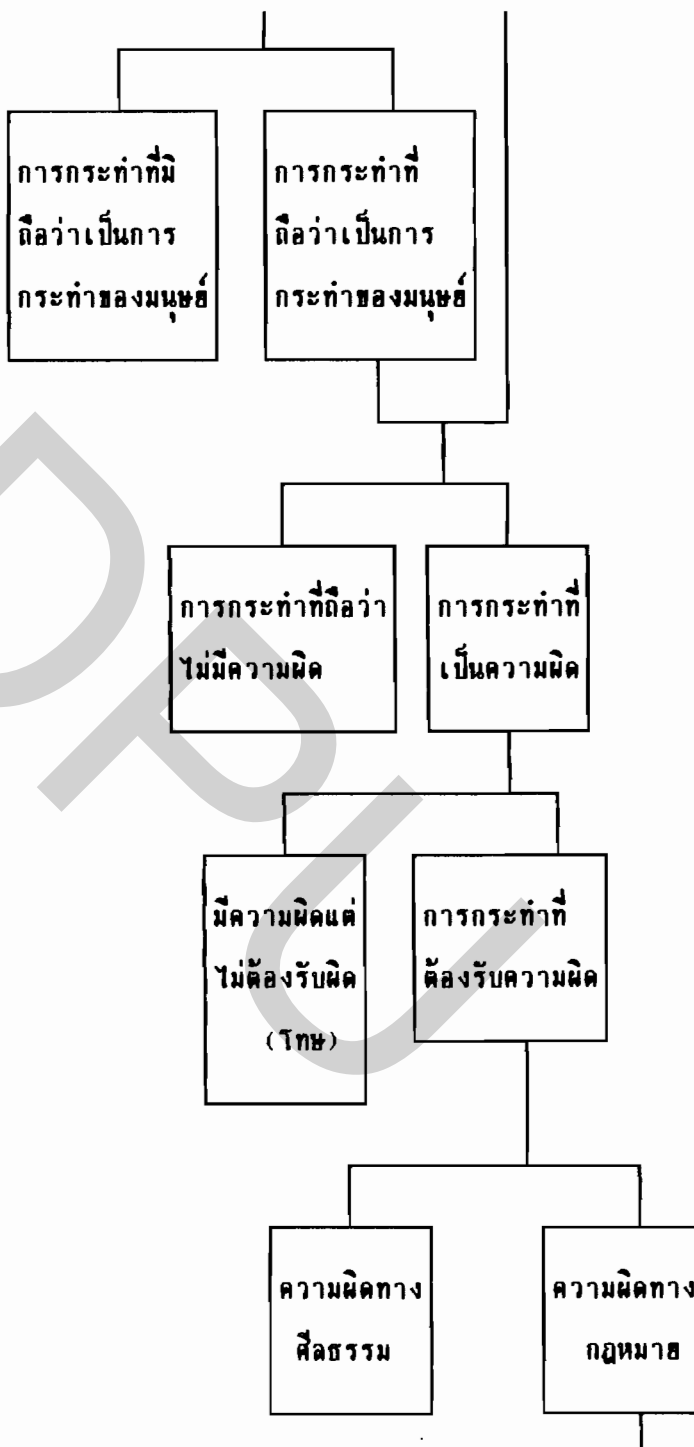 การกระทำที่มิ
ถือว่าเป็นการ
กระทำของมนุษย์
การกระทำที่
ถือว่าเป็นการ
กระทำของมนุษย์
การกระทำที่ถือว่า
ไม่มีความผิด
การกระทำที่
เป็นความผิด
มีความผิดแต่
ไม่ต้องรับผิด
(โทษ)
การกระทำที่
ต้องรับความผิด
ความผิดทาง
ศีลธรรม
ความผิดทาง
กฎหมาย
DPU